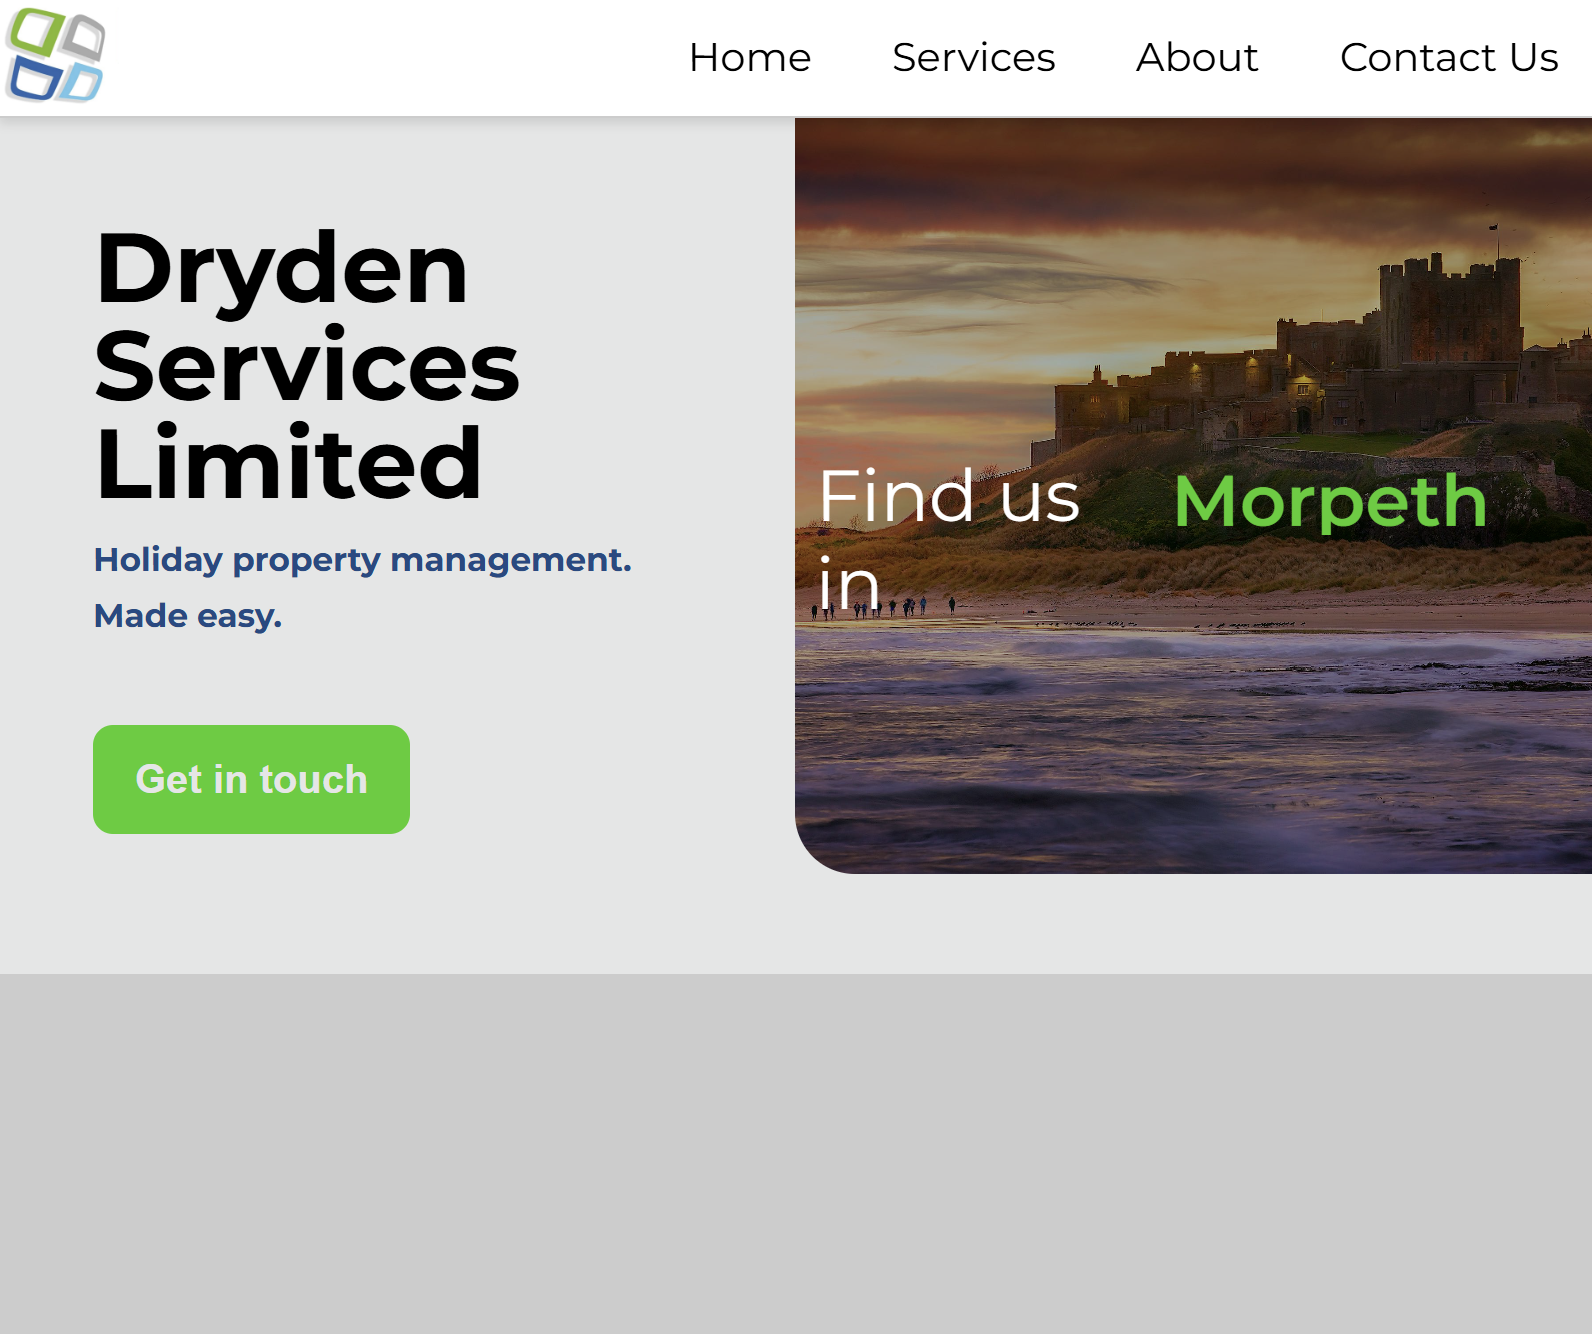 Home
Services
About
Contact Us
Dryden
Services
Limited
Holiday property management.
Made easy.
Get in touch
Find us
in
Morpeth